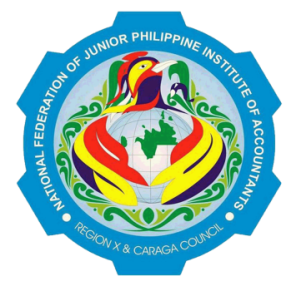 NATIONAL FEDERATION OF JUNIOR PHILIPPINE INSTITUTE OF ACCOUNTANTS
REGION X & CARAGA COUNCIL